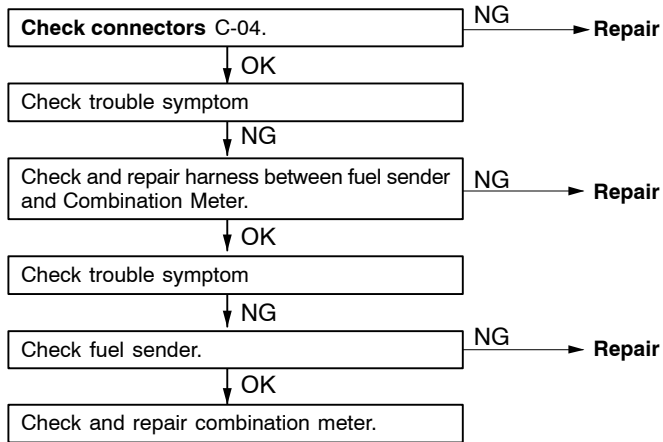 Check connectors C-04.
NG
Repair
OK
Check trouble symptom
NG
Check and repair harness between fuel sender
and Combination Meter.
NG
Repair
OK
Check trouble symptom
NG
Check fuel sender.
NG
Repair
OK
Check and repair combination meter.